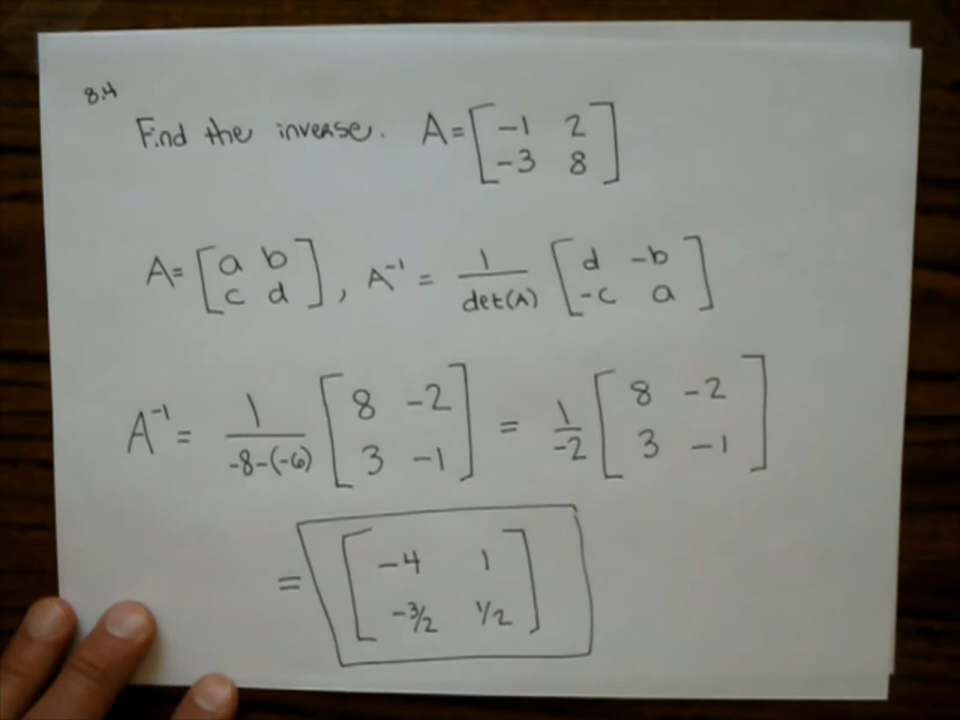 8.4
Find the inverse. A = [ -1 2 ; -3 8 ]
A = [ a b ; c d ], A⁻¹ = 1/det(A) [ d -b ; -c a ]
A⁻¹ = 1/(-8-(-6)) [ 8 -2 ; 3 -1 ] = 1/-2 [ 8 -2 ; 3 -1 ]
= [ -4 1 ; -3/2 1/2 ]